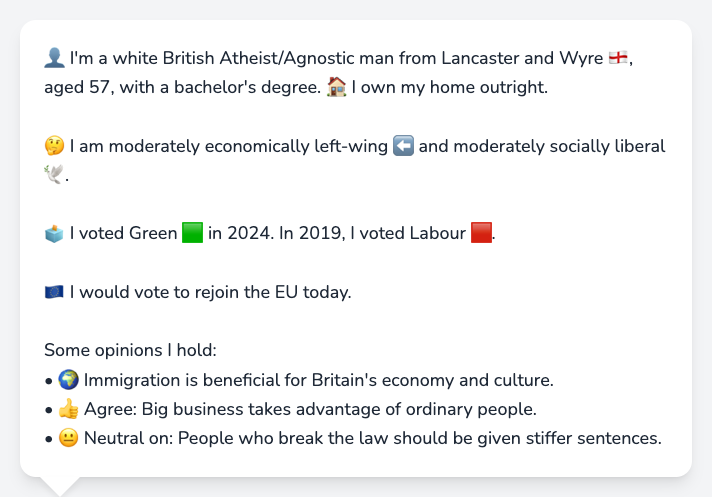 👤 I'm a white British Atheist/Agnostic man from Lancaster and Wyre 🏴󠁧󠁢󠁥󠁮󠁧󠁿,
aged 57, with a bachelor's degree. 🏠 I own my home outright.
🤔 I am moderately economically left-wing ⬅️ and moderately socially liberal
🕊️.
🗳️ I voted Green 🟩 in 2024. In 2019, I voted Labour 🟥.
🇪🇺 I would vote to rejoin the EU today.
Some opinions I hold:
• 🌍 Immigration is beneficial for Britain's economy and culture.
• 👍 Agree: Big business takes advantage of ordinary people.
• 😐 Neutral on: People who break the law should be given stiffer sentences.